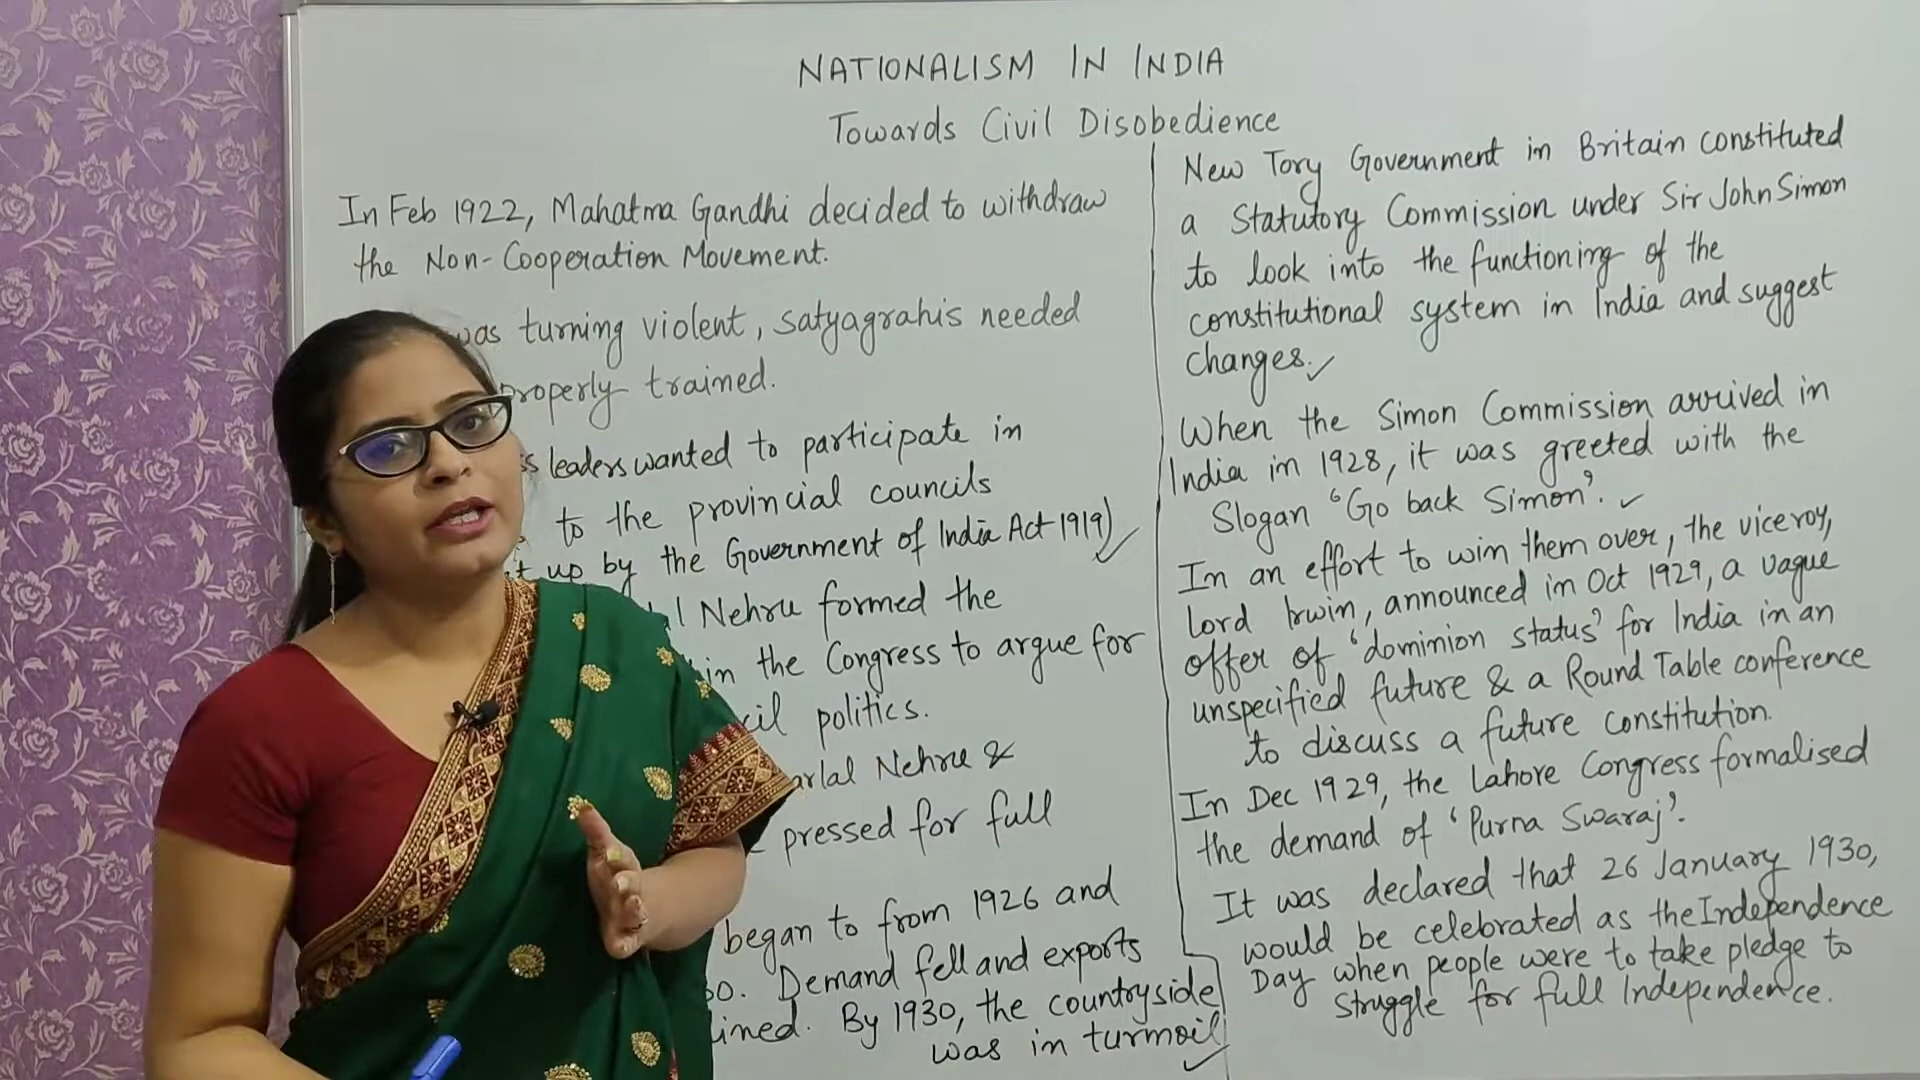 NATIONALISM IN INDIA
Towards Civil Disobedience
In Feb 1922, Mahatma Gandhi decided to withdraw
the Non-Cooperation Movement.
was turning violent, satyagrahis needed
properly trained.
leaders wanted to participate in
to the provincial councils
up by the Government of India Act 1919)
Nehru formed the
in the Congress to argue for
politics.
Nehru &
pressed for full
began to from 1926 and
Demand fell and exports
By 1930, the countryside
was in turmoil
New Tory Government in Britain constituted
a Statutory Commission under Sir John Simon
to look into the functioning of the
constitutional system in India and suggest
changes.
When the Simon Commission arrived in
India in 1928, it was greeted with the
Slogan 'Go back Simon'.
In an effort to win them over, the viceroy,
lord Irwin, announced in Oct 1929, a vague
offer of 'dominion status' for India in an
unspecified future & a Round Table conference
to discuss a future constitution.
In Dec 1929, the Lahore Congress formalised
the demand of 'Purna Swaraj'.
It was declared that 26 January 1930,
would be celebrated as the Independence
Day when people were to take pledge to
struggle for full Independence.